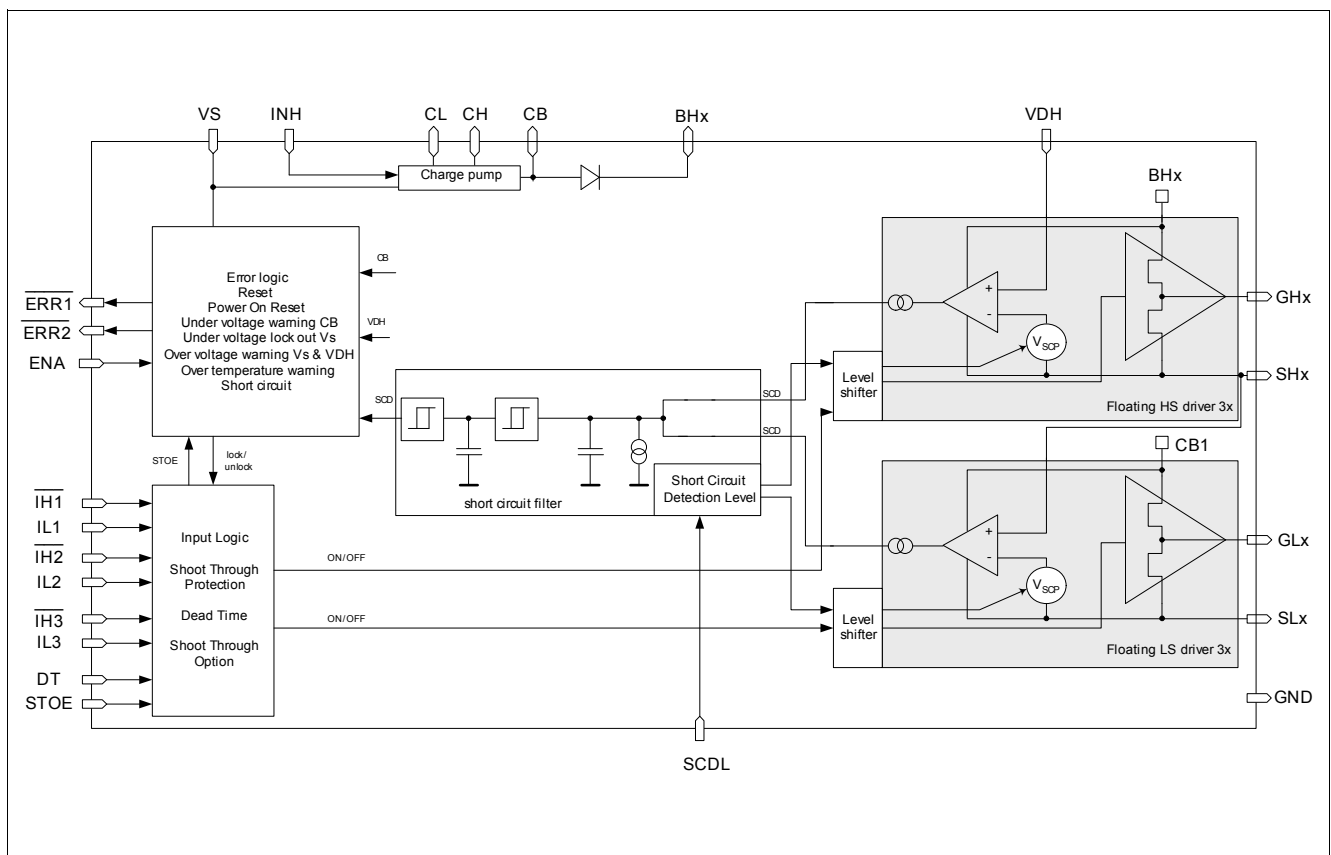 VS
INH
CL
CH
CB
BHx
VDH
Charge pump
BHx
Error logic
Reset
Power On Reset
Under voltage warning CB
Under voltage lock out Vs
Over voltage warning Vs & VDH
Over temperature warning
Short circuit
CB
VDH
SCD
ERR1
ERR2
ENA
STOE
lock/
unlock
SCD
SCD
Short Circuit
Detection Level
short circuit filter
+
-
VSCP
Level
shifter
Floating HS driver 3x
GHx
SHx
CB1
+
-
VSCP
Level
shifter
Floating LS driver 3x
GLx
SLx
GND
IH1
IL1
IH2
IL2
IH3
IL3
DT
STOE
Input Logic
Shoot Through
Protection
Dead Time
Shoot Through
Option
ON/OFF
ON/OFF
SCDL